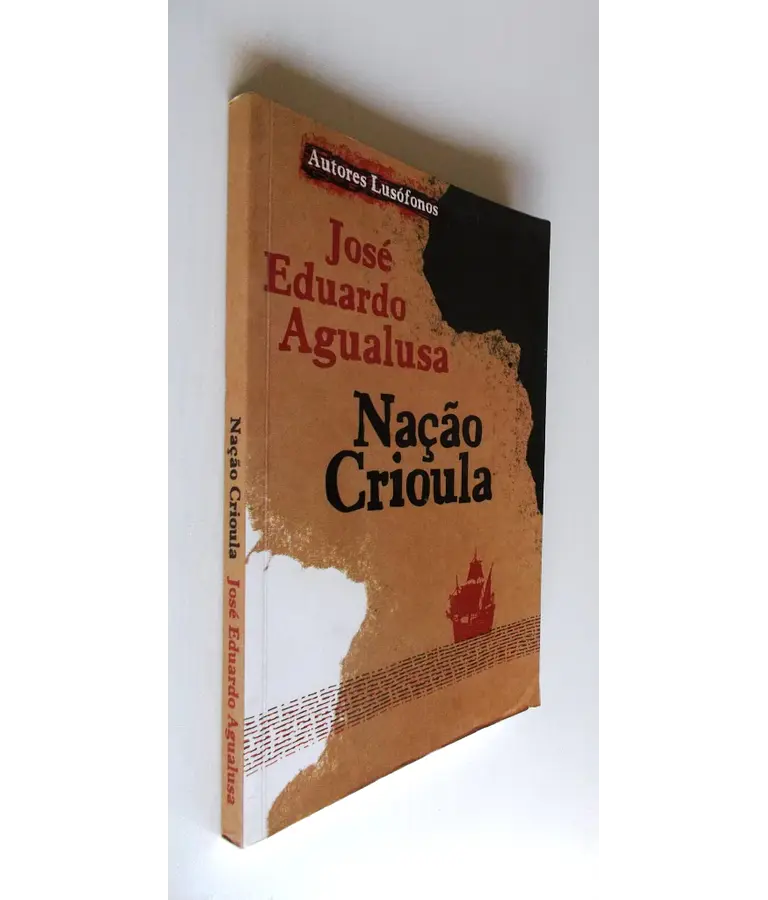 Autores Lusófonos
José
Eduardo
Agualusa
Nação
Crioula
Nação Crioula José Eduardo Agualusa